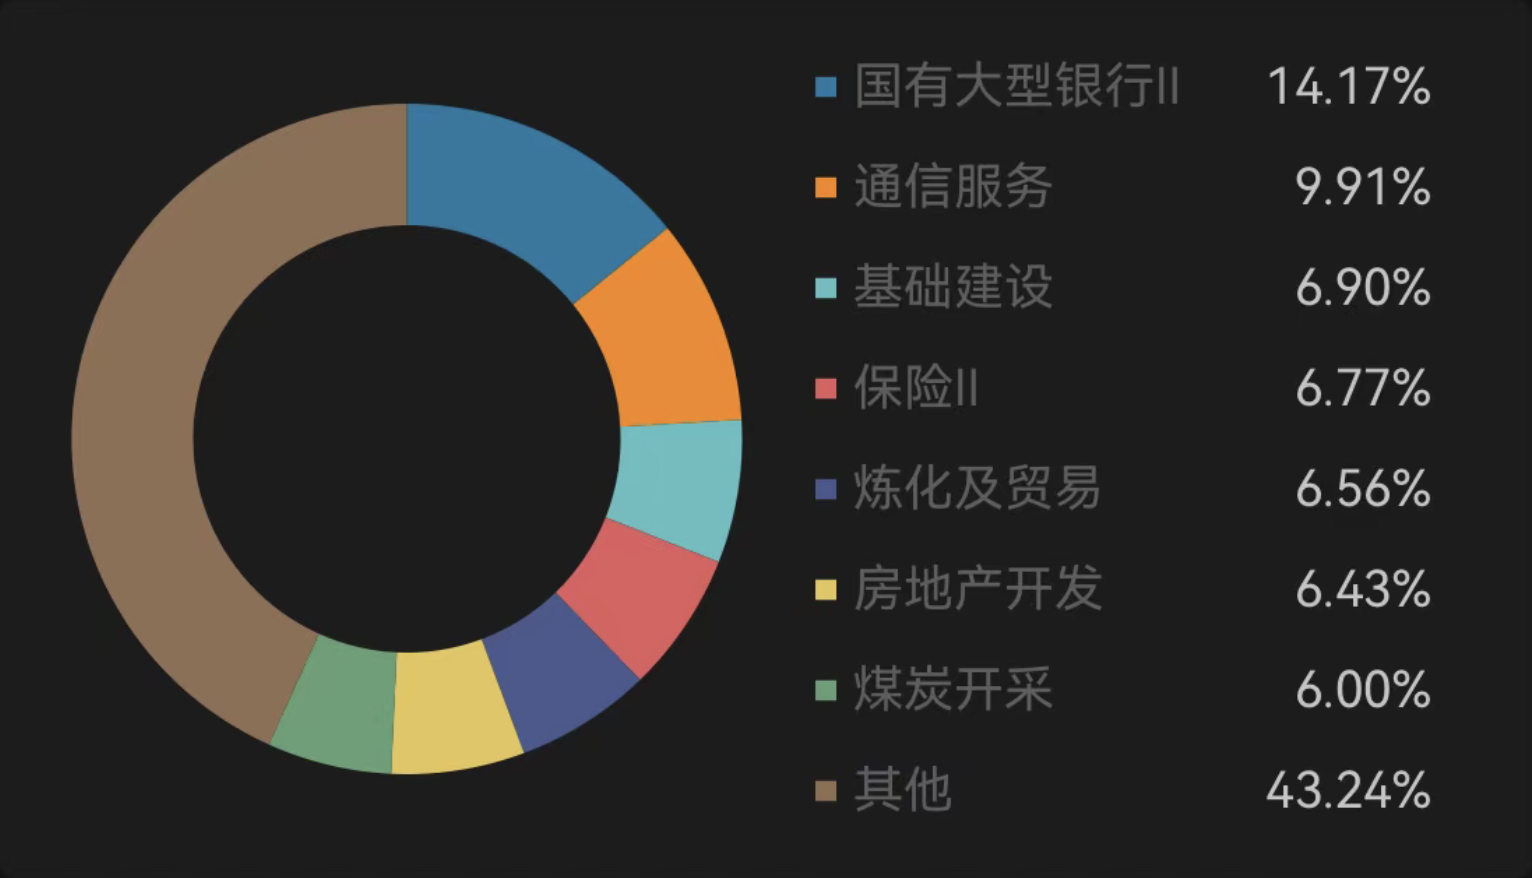 国有大型银行II 14.17%
通信服务 9.91%
基础建设 6.90%
保险II 6.77%
炼化及贸易 6.56%
房地产开发 6.43%
煤炭开采 6.00%
其他 43.24%